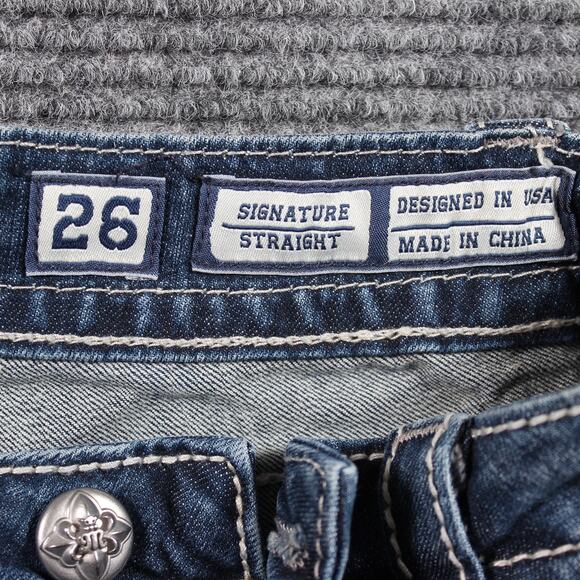 26
SIGNATURE
STRAIGHT
DESIGNED IN USA
MADE IN CHINA